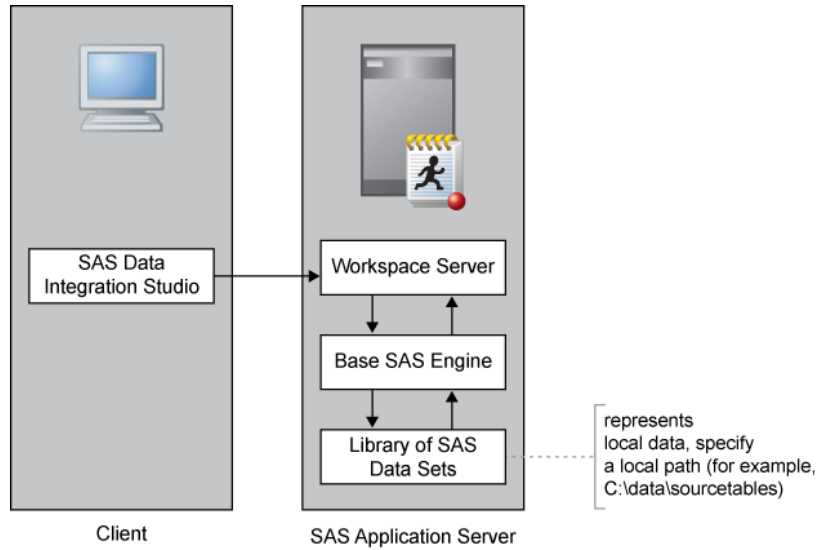 SAS Data
Integration Studio
Workspace Server
Base SAS Engine
Library of SAS
Data Sets
represents
local data, specify
a local path (for example,
C:\data\sourcetables)
Client
SAS Application Server